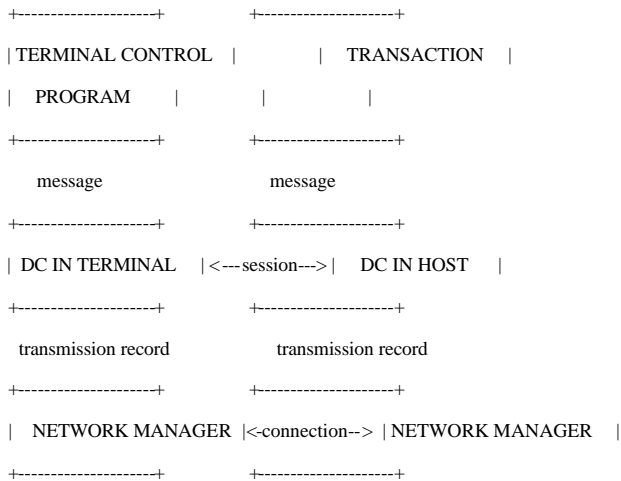 +---------------------+ +---------------------+
| TERMINAL CONTROL | | TRANSACTION |
| PROGRAM | | |
+---------------------+ +---------------------+
message message
+---------------------+ +---------------------+
| DC IN TERMINAL |<---session--->| DC IN HOST |
+---------------------+ +---------------------+
transmission record transmission record
+---------------------+ +---------------------+
| NETWORK MANAGER |<-connection--> | NETWORK MANAGER |
+---------------------+ +---------------------+